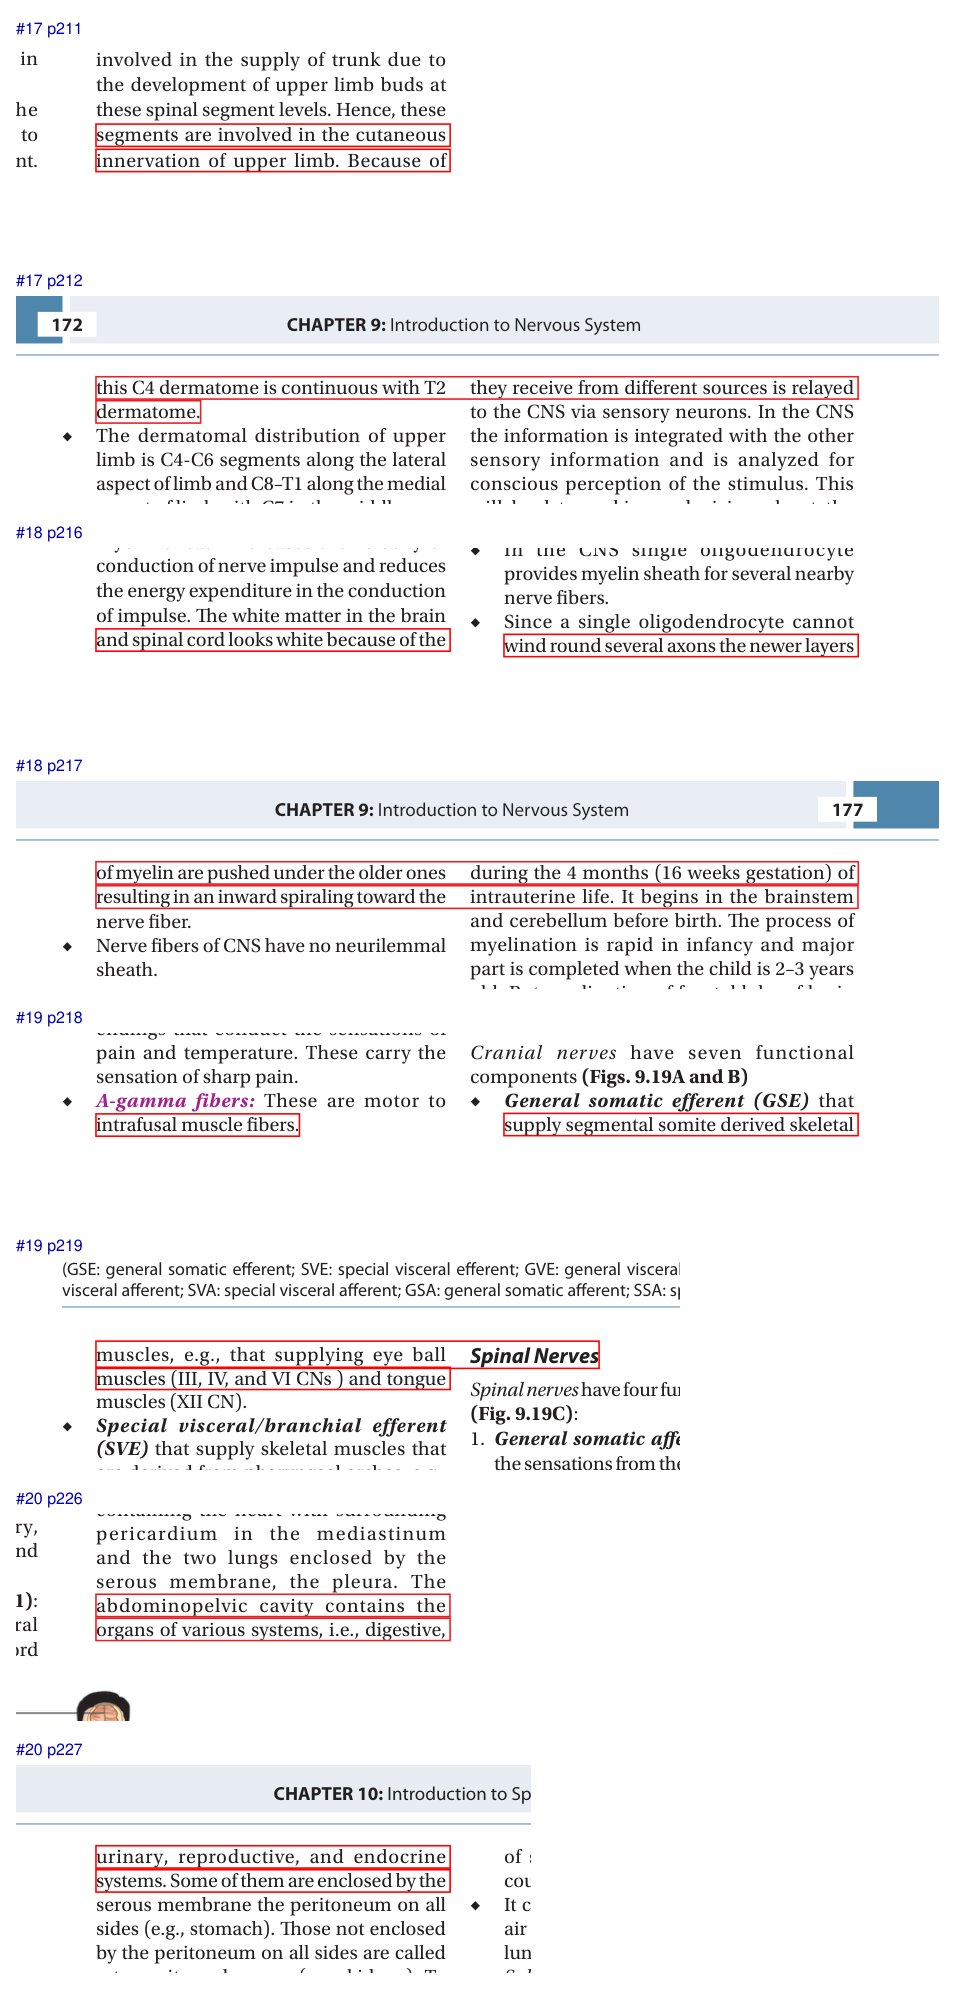 #17 p211
in
he
to
nt.
involved in the supply of trunk due to
the development of upper limb buds at
these spinal segment levels. Hence, these
segments are involved in the cutaneous
innervation of upper limb. Because of
#17 p212
172
CHAPTER 9: Introduction to Nervous System
this C4 dermatome is continuous with T2
dermatome.
◆ The dermatomal distribution of upper
limb is C4-C6 segments along the lateral
aspect of limb and C8–T1 along the medial
they receive from different sources is relayed
to the CNS via sensory neurons. In the CNS
the information is integrated with the other
sensory information and is analyzed for
conscious perception of the stimulus. This
#18 p216
conduction of nerve impulse and reduces
the energy expenditure in the conduction
of impulse. The white matter in the brain
and spinal cord looks white because of the
◆ In the CNS single oligodendrocyte
provides myelin sheath for several nearby
nerve fibers.
◆ Since a single oligodendrocyte cannot
wind round several axons the newer layers
#18 p217
CHAPTER 9: Introduction to Nervous System
177
of myelin are pushed under the older ones
resulting in an inward spiraling toward the
nerve fiber.
◆ Nerve fibers of CNS have no neurilemmal
sheath.
during the 4 months (16 weeks gestation) of
intrauterine life. It begins in the brainstem
and cerebellum before birth. The process of
myelination is rapid in infancy and major
part is completed when the child is 2–3 years
#19 p218
endings that conduct the sensations of
pain and temperature. These carry the
sensation of sharp pain.
◆ A-gamma fibers: These are motor to
intrafusal muscle fibers.
Cranial nerves have seven functional
components (Figs. 9.19A and B)
◆ General somatic efferent (GSE) that
supply segmental somite derived skeletal
#19 p219
(GSE: general somatic efferent; SVE: special visceral efferent; GVE: general visceral
visceral afferent; SVA: special visceral afferent; GSA: general somatic afferent; SSA: sp
muscles, e.g., that supplying eye ball
muscles (III, IV, and VI CNs ) and tongue
muscles (XII CN).
◆ Special visceral/branchial efferent
(SVE) that supply skeletal muscles that
Spinal Nerves
Spinal nerves have four fun
(Fig. 9.19C):
1. General somatic affe
the sensations from the
#20 p226
ry,
nd
1):
ral
ord
containing the heart with surrounding
pericardium in the mediastinum
and the two lungs enclosed by the
serous membrane, the pleura. The
abdominopelvic cavity contains the
organs of various systems, i.e., digestive,
#20 p227
CHAPTER 10: Introduction to Sp
urinary, reproductive, and endocrine
systems. Some of them are enclosed by the
serous membrane the peritoneum on all
sides (e.g., stomach). Those not enclosed
by the peritoneum on all sides are called
of s
cou
◆ It c
air
lun